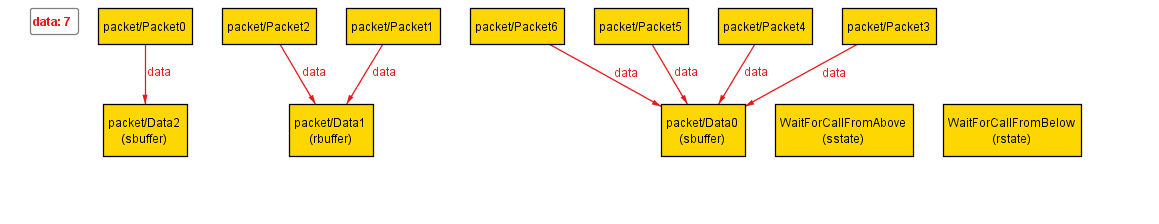 data: 7
packet/Packet0
packet/Packet2
packet/Packet1
packet/Packet6
packet/Packet5
packet/Packet4
packet/Packet3
data
data
data
data
data
data
data
packet/Data2
(sbuffer)
packet/Data1
(rbuffer)
packet/Data0
(sbuffer)
WaitForCallFromAbove
(sstate)
WaitForCallFromBelow
(rstate)